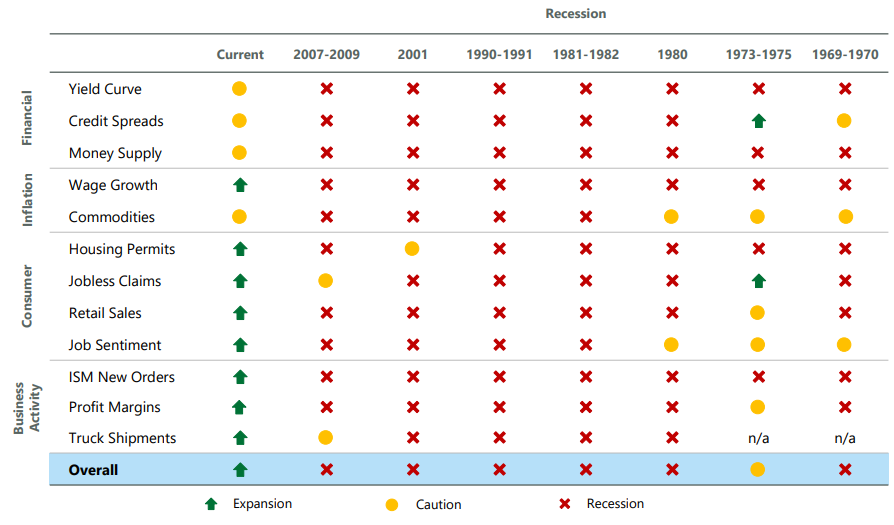 Recession
Current 2007-2009 2001 1990-1991 1981-1982 1980 1973-1975 1969-1970
Financial
Yield Curve
Credit Spreads
Money Supply
Inflation
Wage Growth
Commodities
Consumer
Housing Permits
Jobless Claims
Retail Sales
Job Sentiment
Business
Activity
ISM New Orders
Profit Margins
Truck Shipments n/a n/a
Overall
Expansion Caution Recession